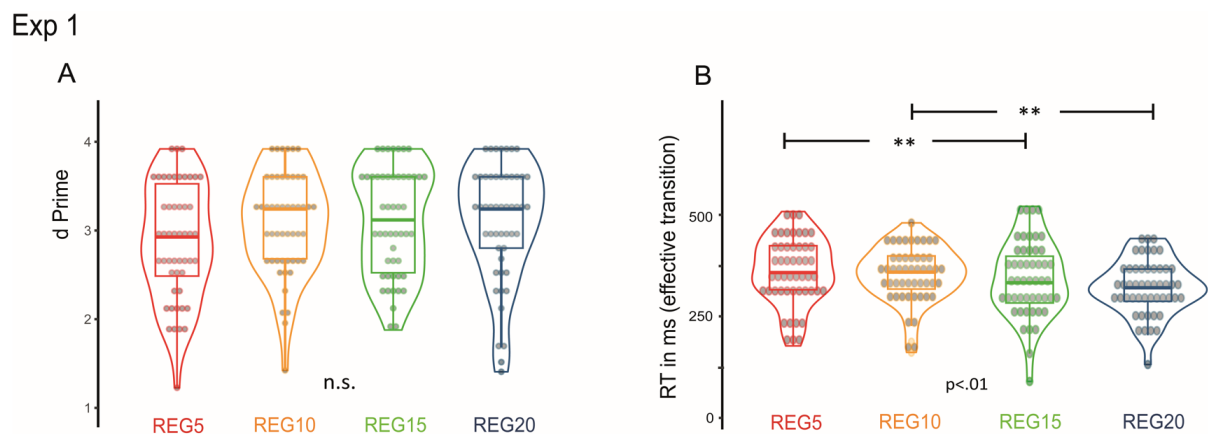 Exp 1
A
d Prime
4
3
2
1
n.s.
REG5 REG10 REG15 REG20
B
RT in ms (effective transition)
500
250
0
**
**
p<.01
REG5 REG10 REG15 REG20